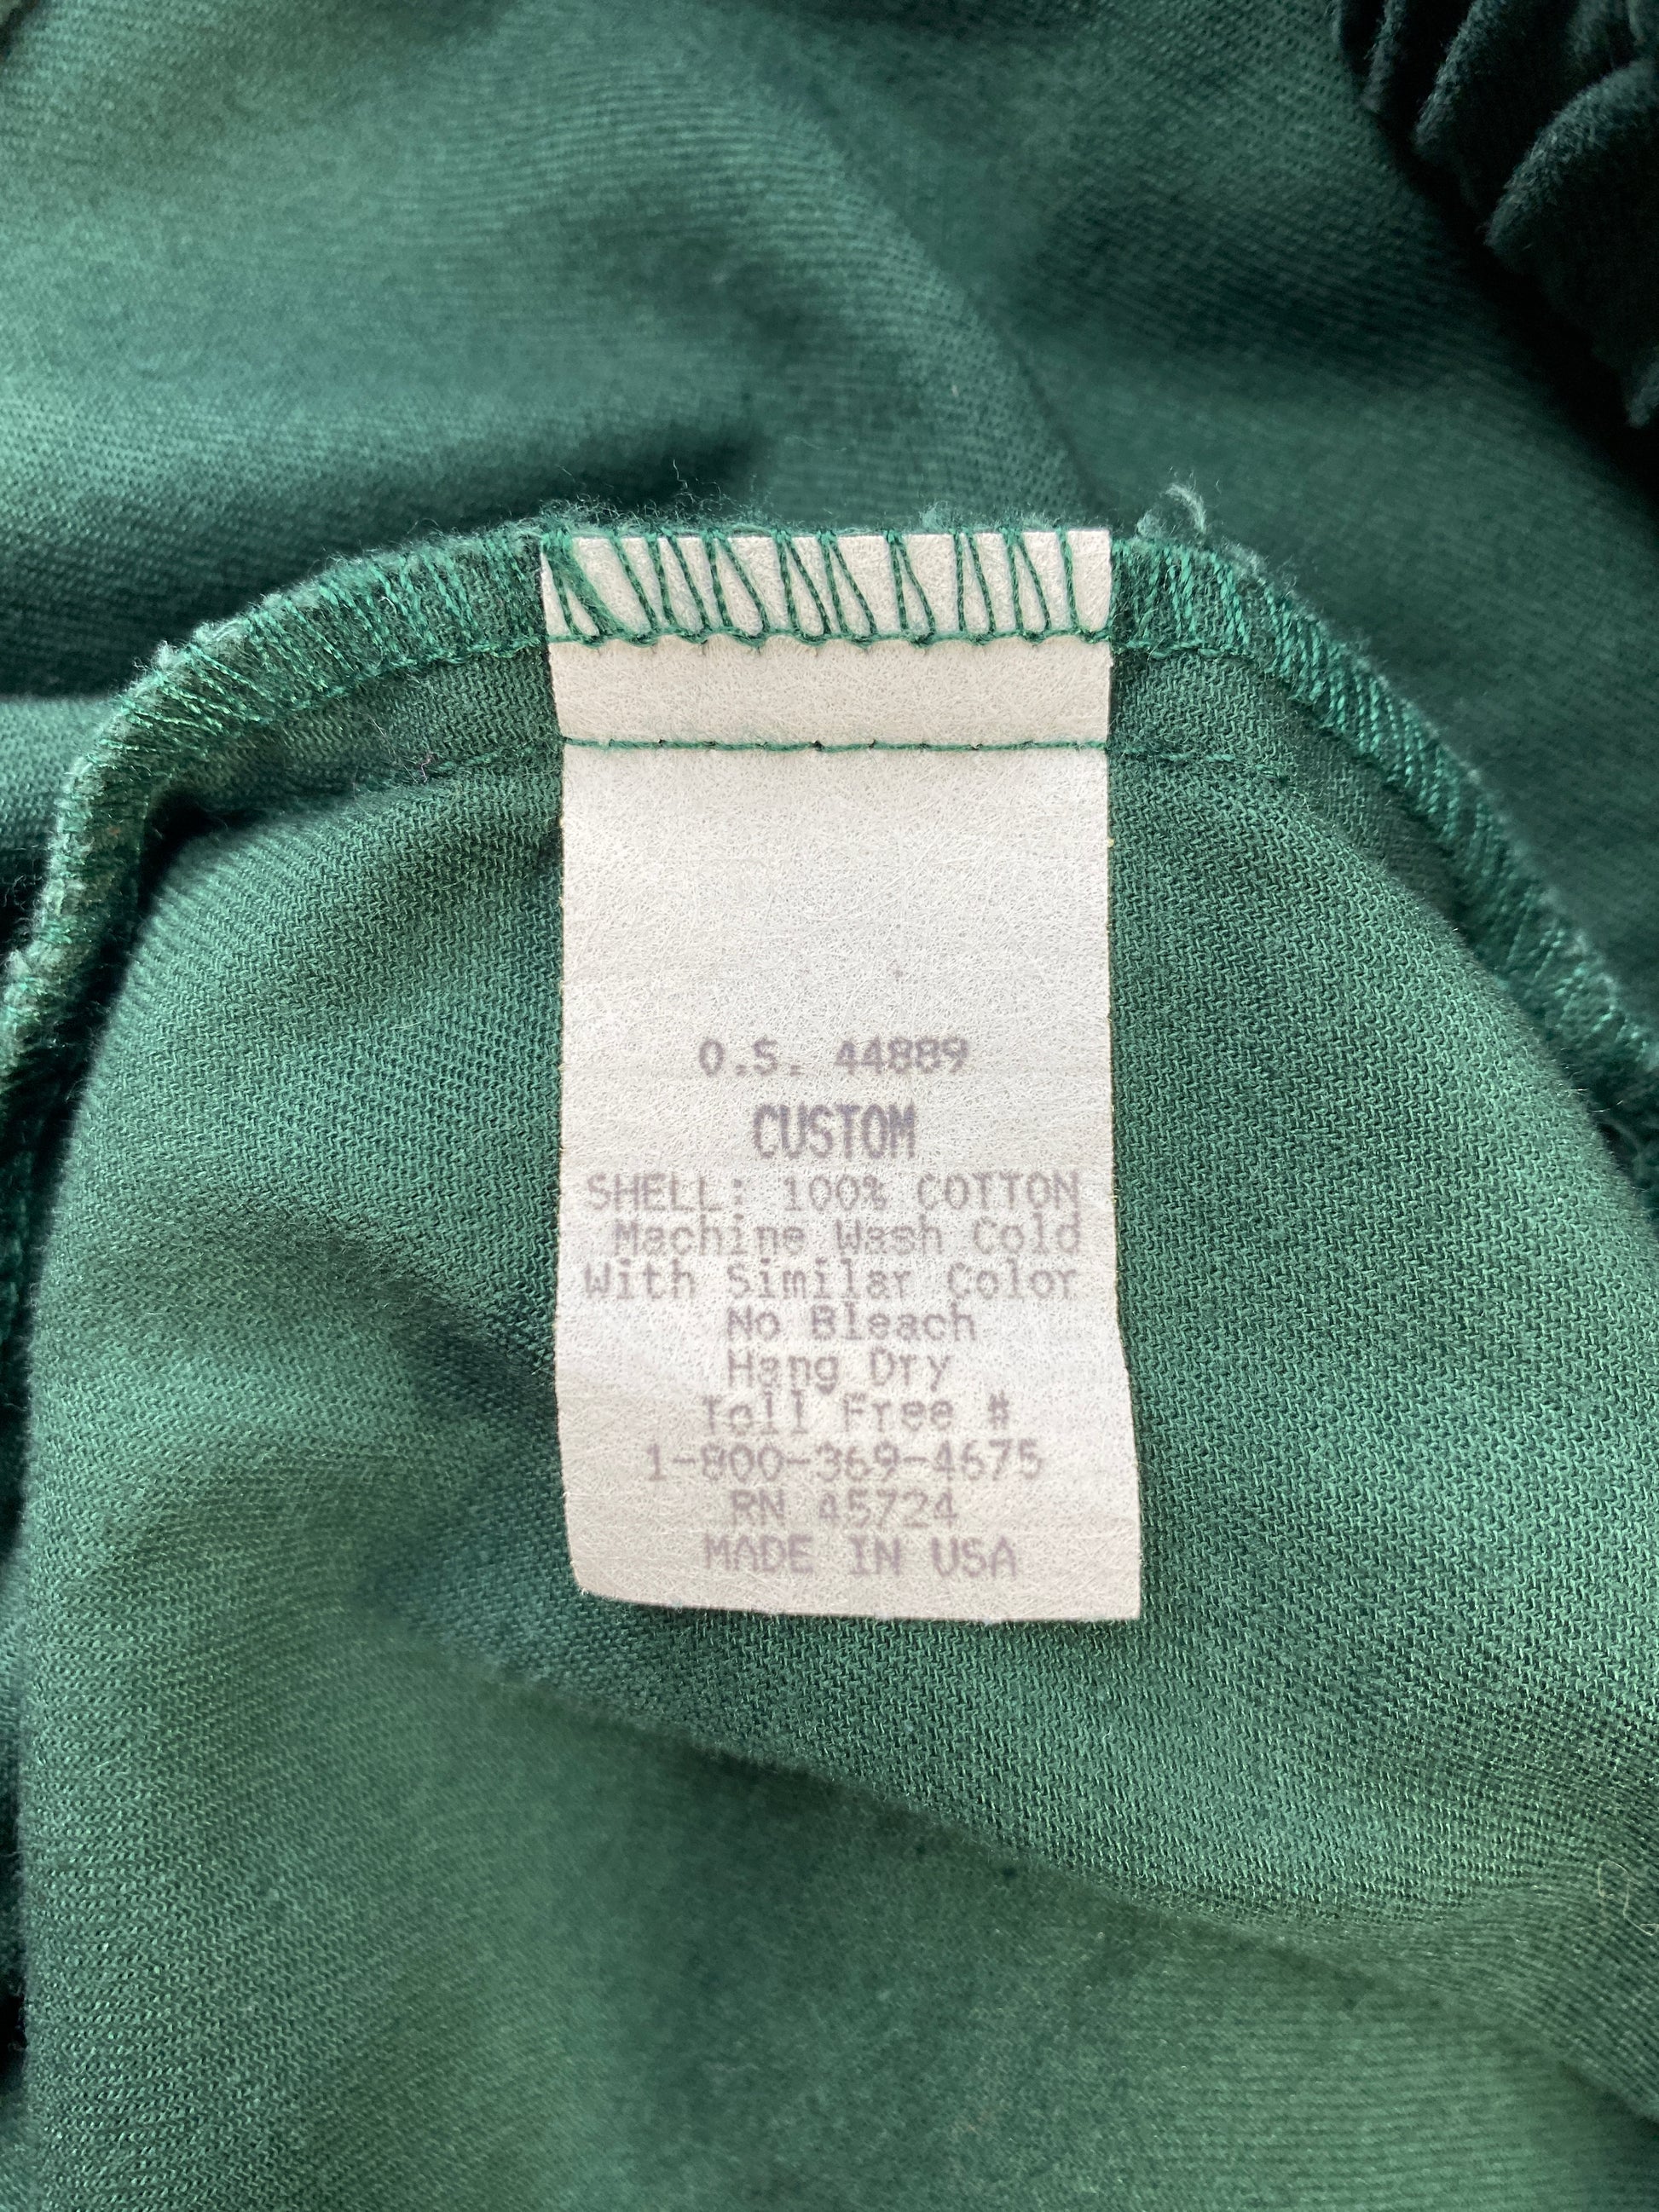 O.S. 44889
CUSTOM
SHELL: 100% COTTON
Machine Wash Cold
With Similar Color
No Bleach
Hang Dry
Toll Free #
1-800-369-4675
RN 45724
MADE IN USA